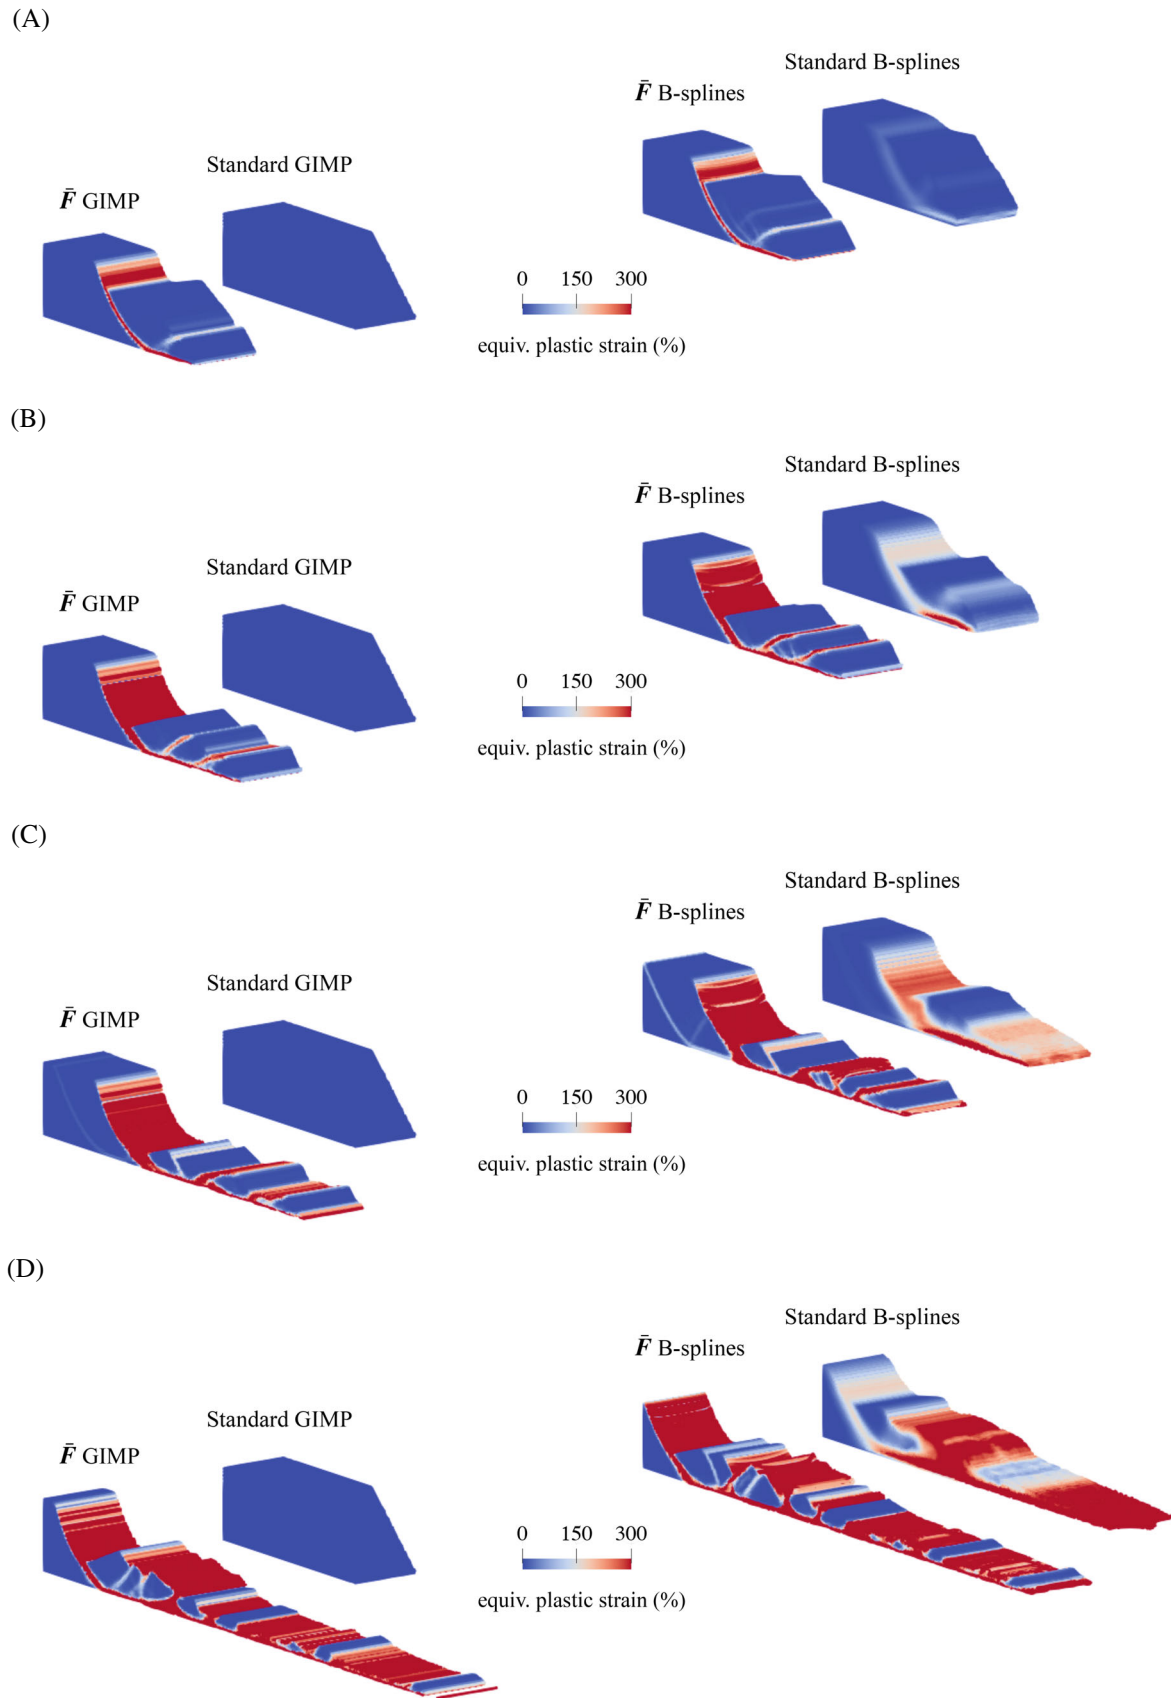 (A)
Standard B-splines
F̄ B-splines
Standard GIMP
F̄ GIMP
0 150 300
equiv. plastic strain (%)
(B)
Standard B-splines
F̄ B-splines
Standard GIMP
F̄ GIMP
0 150 300
equiv. plastic strain (%)
(C)
Standard B-splines
F̄ B-splines
Standard GIMP
F̄ GIMP
0 150 300
equiv. plastic strain (%)
(D)
Standard B-splines
F̄ B-splines
Standard GIMP
F̄ GIMP
0 150 300
equiv. plastic strain (%)